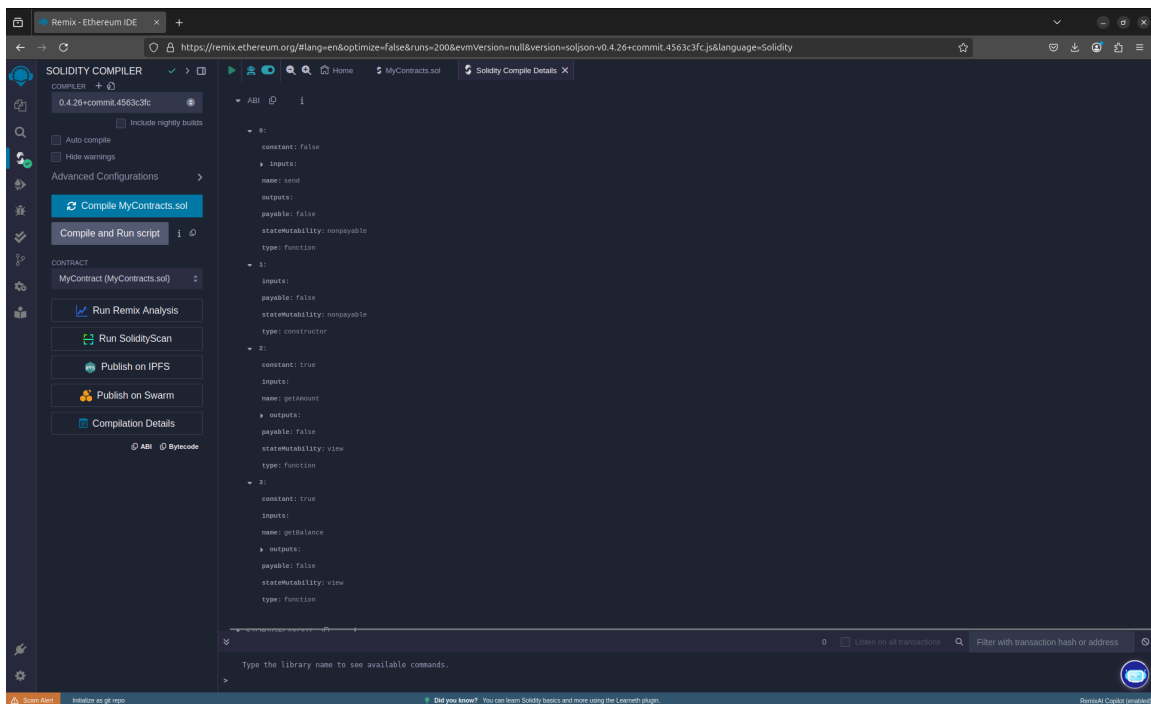 Remix - Ethereum IDE
https://remix.ethereum.org/#lang=en&optimize=false&runs=200&evmVersion=null&version=soljson-v0.4.26+commit.4563c3fc.js&language=Solidity
SOLIDITY COMPILER
Home
MyContracts.sol
Solidity Compile Details
COMPILER
0.4.26+commit.4563c3fc
Include nightly builds
Auto compile
Hide warnings
Advanced Configurations
Compile MyContracts.sol
Compile and Run script
i
CONTRACT
MyContract (MyContracts.sol)
Run Remix Analysis
Run SolidityScan
Publish on IPFS
Publish on Swarm
Compilation Details
ABI
Bytecode
ABI i
0:
constant: false
inputs:
name: send
outputs:
payable: false
stateMutability: nonpayable
type: function
1:
inputs:
payable: false
stateMutability: nonpayable
type: constructor
2:
constant: true
inputs:
name: getAmount
outputs:
payable: false
stateMutability: view
type: function
3:
constant: true
inputs:
name: getBalance
outputs:
payable: false
stateMutability: view
type: function
0
Listen on all transactions
Filter with transaction hash or address
Type the library name to see available commands.
>
Scam Alert
Initialize as git repo
Did you know? You can learn Solidity basics and more using the Learneth plugin.
RemixAI Copilot (enabled)